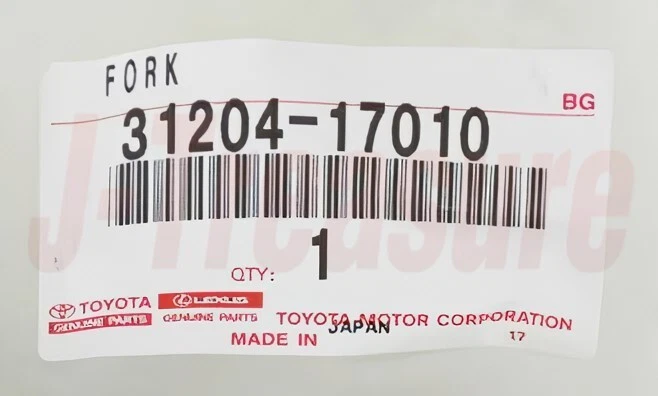 FORK
BG
31204-17010
QTY: 1
TOYOTA LEXUS
GENUINE PARTS GENUINE PARTS TOYOTA MOTOR CORPORATION
MADE IN JAPAN 17
J-Treasure